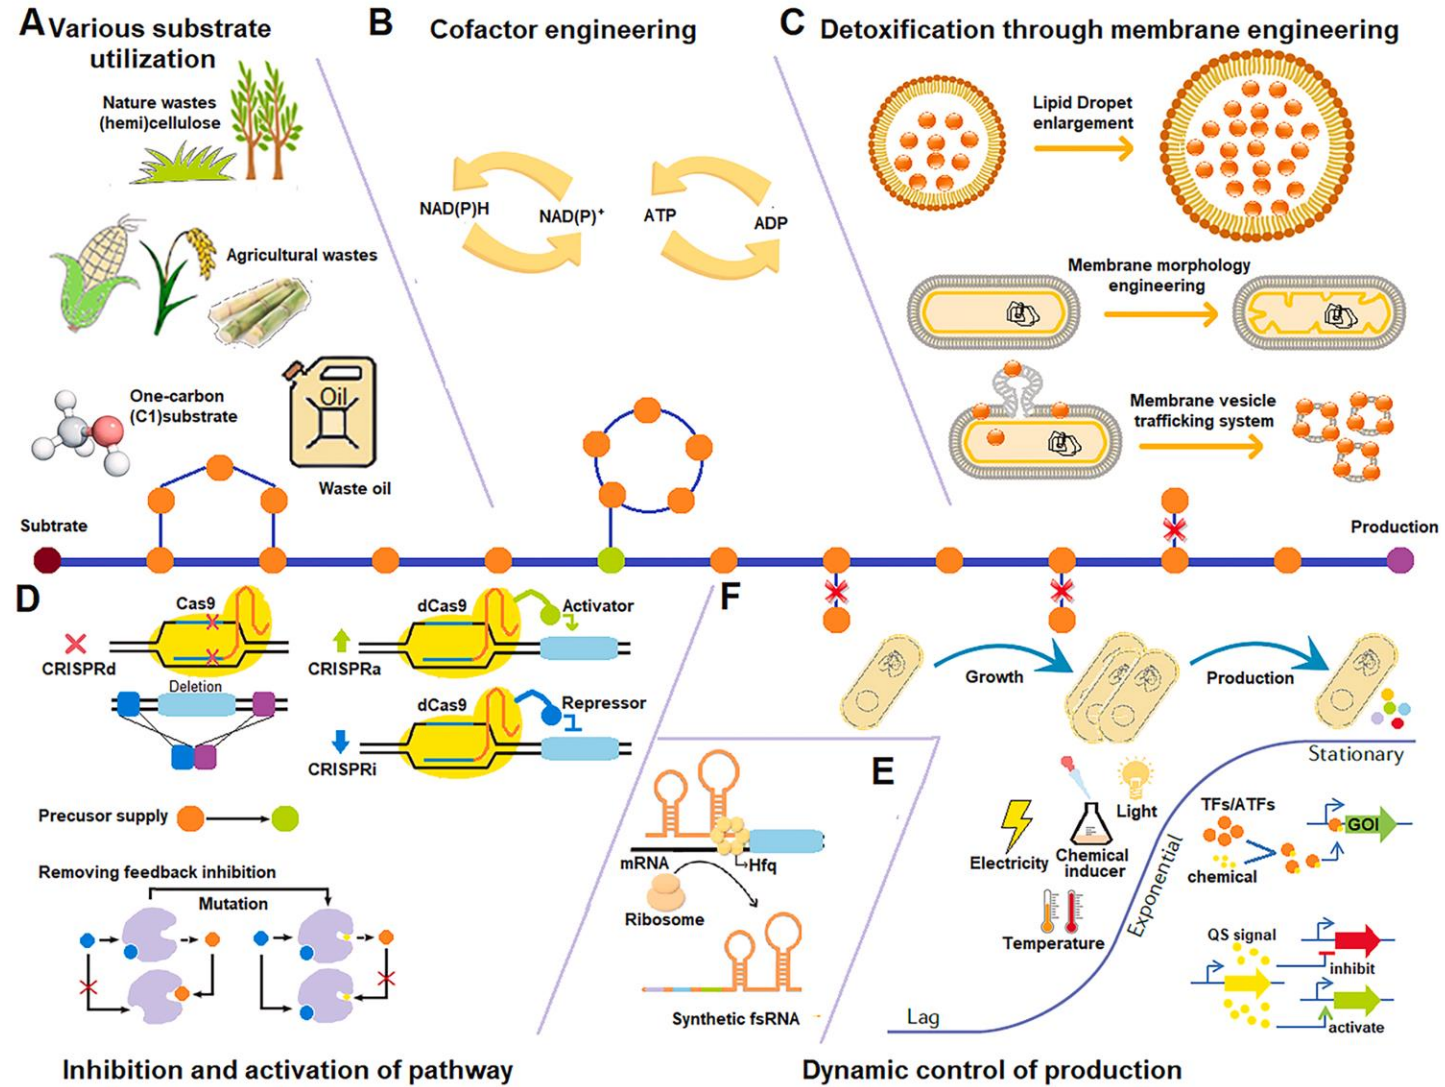 A Various substrate
utilization
Nature wastes
(hemi)cellulose
Agricultural wastes
One-carbon
(C1)substrate
Oil
Waste oil
B Cofactor engineering
NAD(P)H
NAD(P)⁺
ATP
ADP
C Detoxification through membrane engineering
Lipid Dropet
enlargement
Membrane morphology
engineering
Membrane vesicle
trafficking system
Subtrate
Production
D
Cas9
CRISPRd
Deletion
dCas9
Activator
CRISPRa
dCas9
Repressor
CRISPRi
Precusor supply
Removing feedback inhibition
Mutation
mRNA
Hfq
Ribosome
Synthetic fsRNA
Inhibition and activation of pathway
F
Growth
Production
E
Stationary
Exponential
Lag
Light
Electricity
Chemical
inducer
Temperature
TFs/ATFs
chemical
GOI
QS signal
inhibit
activate
Dynamic control of production